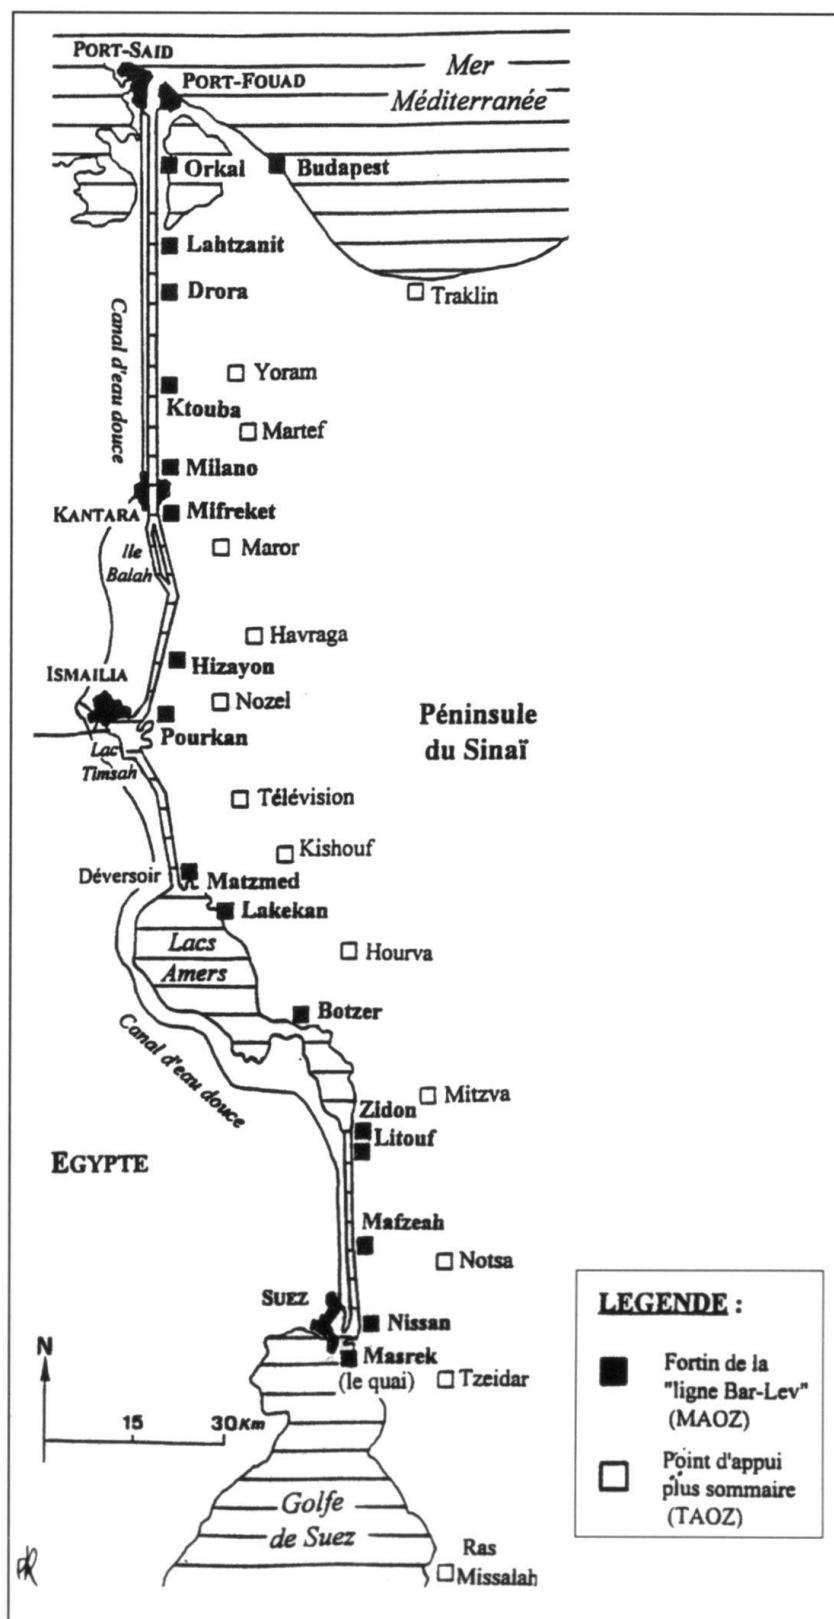 PORT-SAID
PORT-FOUAD
Mer
Méditerranée
Orkal
Budapest
Lahtzanit
Drora
Traklin
Canal d'eau douce
Yoram
Ktouba
Martef
Milano
KANTARA
Mifreket
Ile
Balah
Maror
Havraga
Hizayon
ISMAILIA
Nozel
Pourkan
Péninsule
du Sinaï
Lac
Timsah
Télévision
Kishouf
Déversoir
Matzmed
Lakekan
Lacs
Amers
Hourva
Botzer
Canal d'eau douce
Mitzva
Zidon
Litouf
EGYPTE
Mafzeah
Notsa
SUEZ
Nissan
Masrek
(le quai)
Tzeidar
N
15
30 Km
Golfe
de Suez
Ras
Missalah
LEGENDE :
Fortin de la
"ligne Bar-Lev"
(MAOZ)
Point d'appui
plus sommaire
(TAOZ)